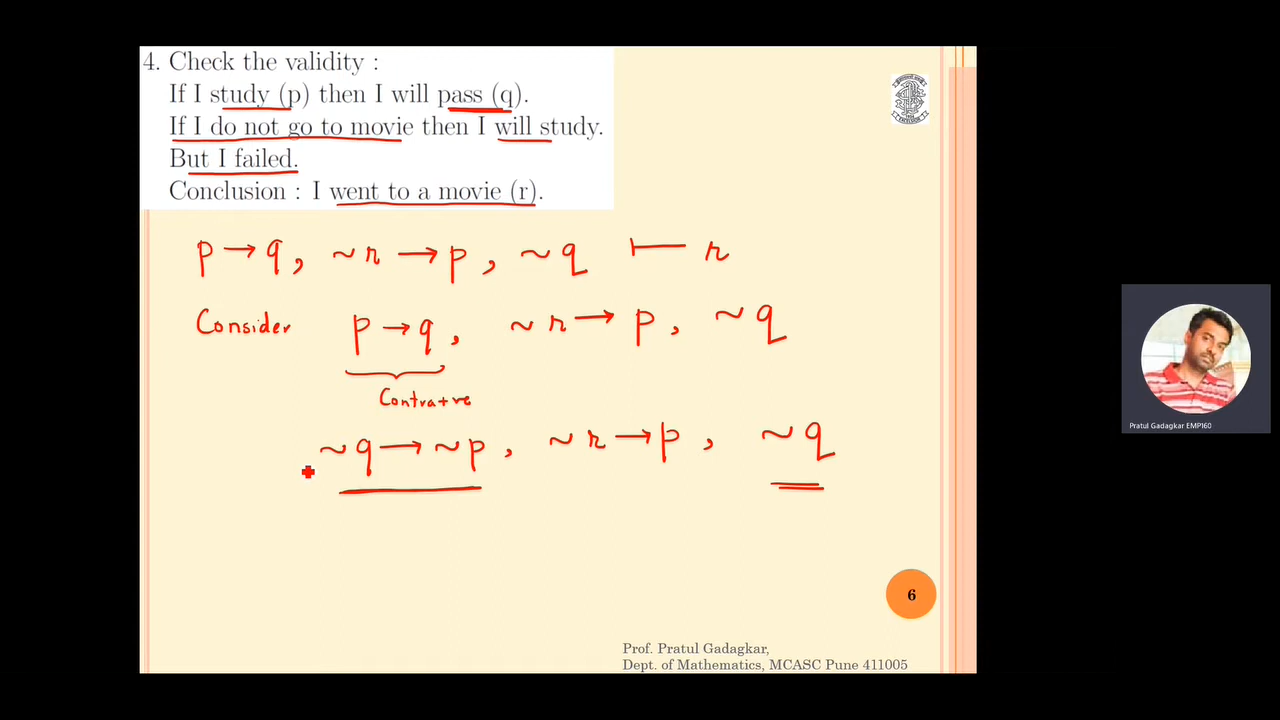 4. Check the validity :
If I study (p) then I will pass (q).
If I do not go to movie then I will study.
But I failed.
Conclusion : I went to a movie (r).
p → q, ~r → p, ~q ⊢ r
Consider p → q, ~r → p, ~q
Contra+ve
~q → ~p, ~r → p, ~q
Pratul Gadagkar EMP160
6
Prof. Pratul Gadagkar,
Dept. of Mathematics, MCASC Pune 411005